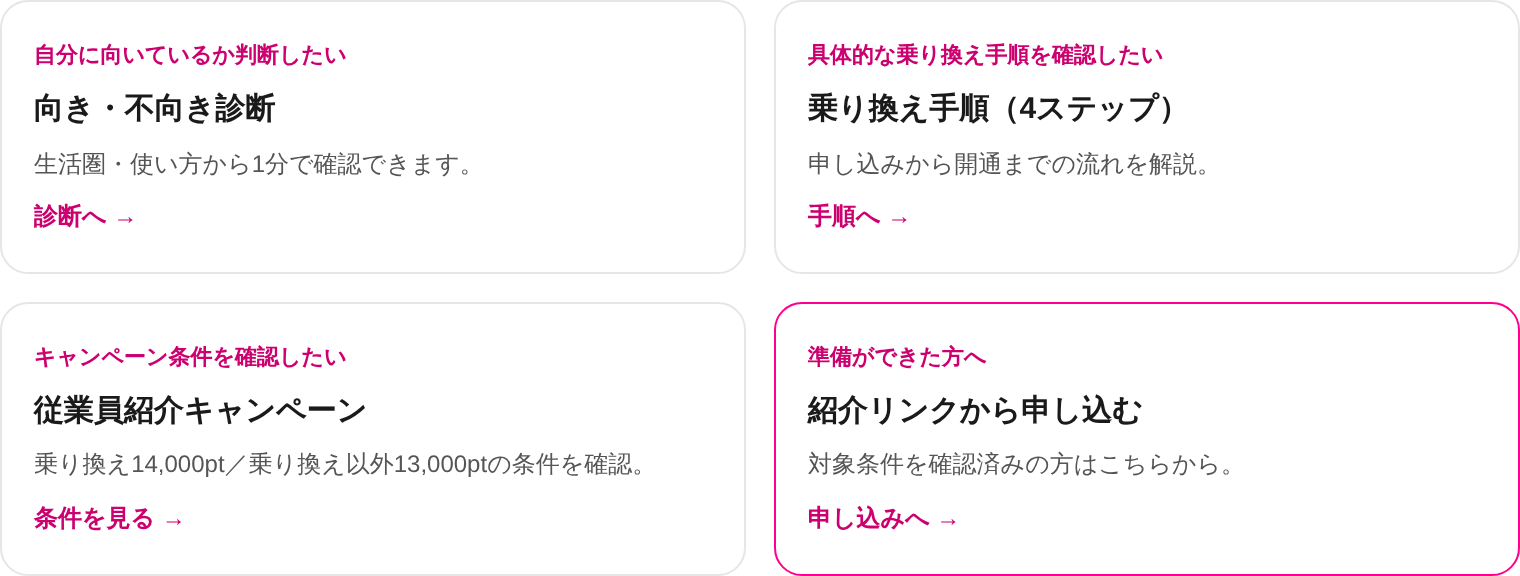 自分に向いているか判断したい
向き・不向き診断
生活圏・使い方から1分で確認できます。
診断へ →
具体的な乗り換え手順を確認したい
乗り換え手順（4ステップ）
申し込みから開通までの流れを解説。
手順へ →
キャンペーン条件を確認したい
従業員紹介キャンペーン
乗り換え14,000pt／乗り換え以外13,000ptの条件を確認。
条件を見る →
準備ができた方へ
紹介リンクから申し込む
対象条件を確認済みの方はこちらから。
申し込みへ →